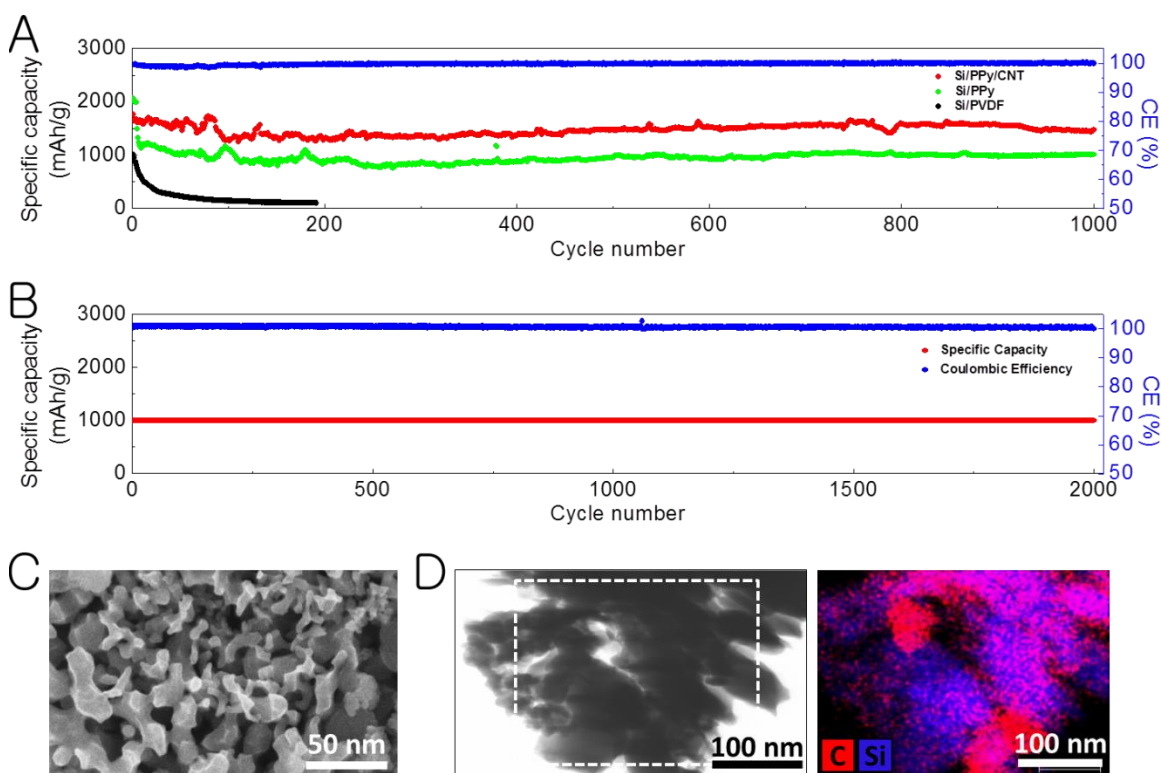 A
Specific capacity
(mAh/g)
3000
2000
1000
0
0
200
400
600
800
1000
Cycle number
100
90
80
70
60
50
CE (%)
Si/PPy/CNT
Si/PPy
Si/PVDF
B
Specific capacity
(mAh/g)
3000
2000
1000
0
0
500
1000
1500
2000
Cycle number
100
90
80
70
60
50
CE (%)
Specific Capacity
Coulombic Efficiency
C
50 nm
D
100 nm
C Si
100 nm